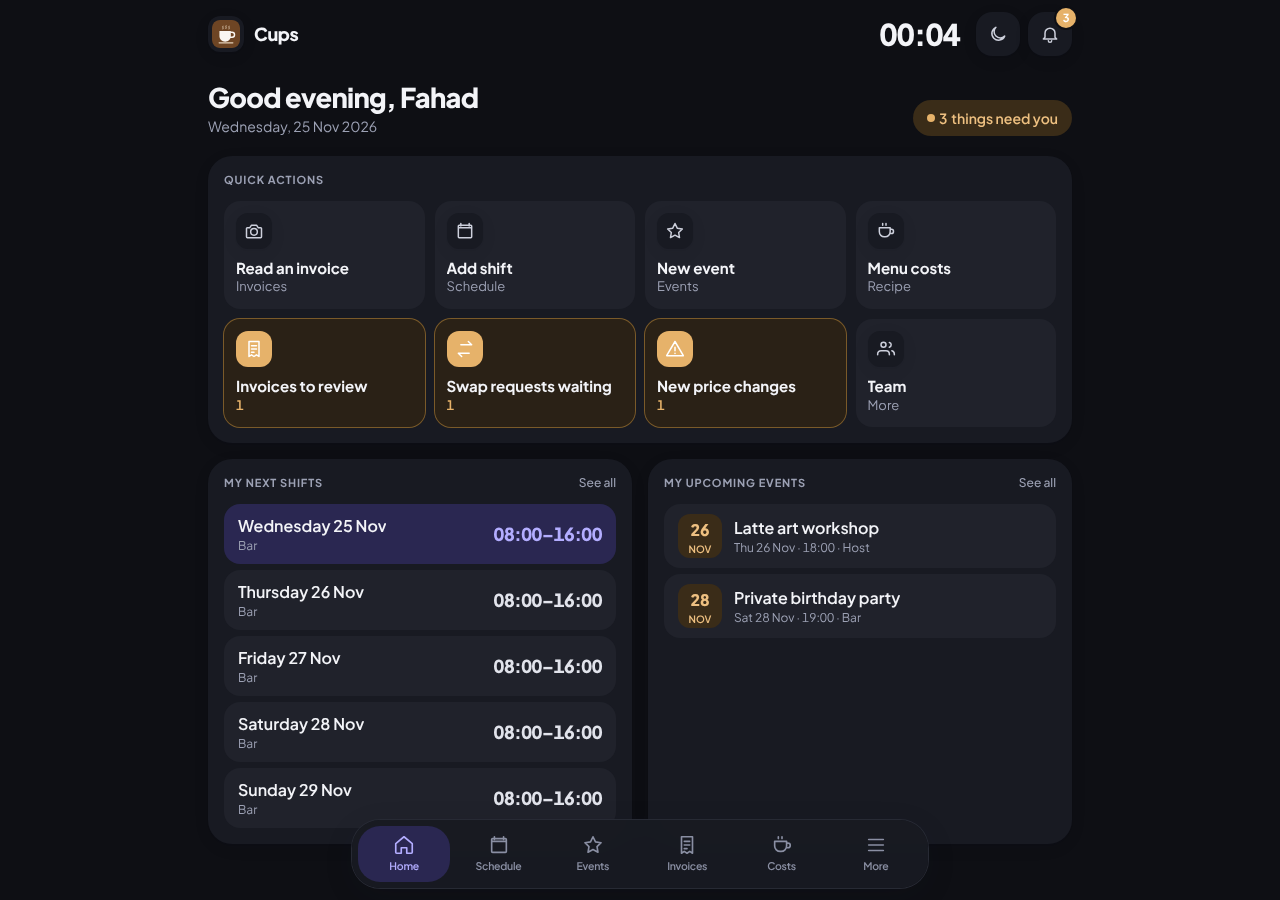 Cups
00:04
3
Good evening, Fahad
Wednesday, 25 Nov 2026
3 things need you
QUICK ACTIONS
Read an invoice
Invoices
Add shift
Schedule
New event
Events
Menu costs
Recipe
Invoices to review
1
Swap requests waiting
1
New price changes
1
Team
More
MY NEXT SHIFTS
See all
Wednesday 25 Nov
Bar
08:00–16:00
Thursday 26 Nov
Bar
08:00–16:00
Friday 27 Nov
Bar
08:00–16:00
Saturday 28 Nov
Bar
08:00–16:00
Sunday 29 Nov
Bar
08:00–16:00
MY UPCOMING EVENTS
See all
26
NOV
Latte art workshop
Thu 26 Nov · 18:00 · Host
28
NOV
Private birthday party
Sat 28 Nov · 19:00 · Bar
Home
Schedule
Events
Invoices
Costs
More